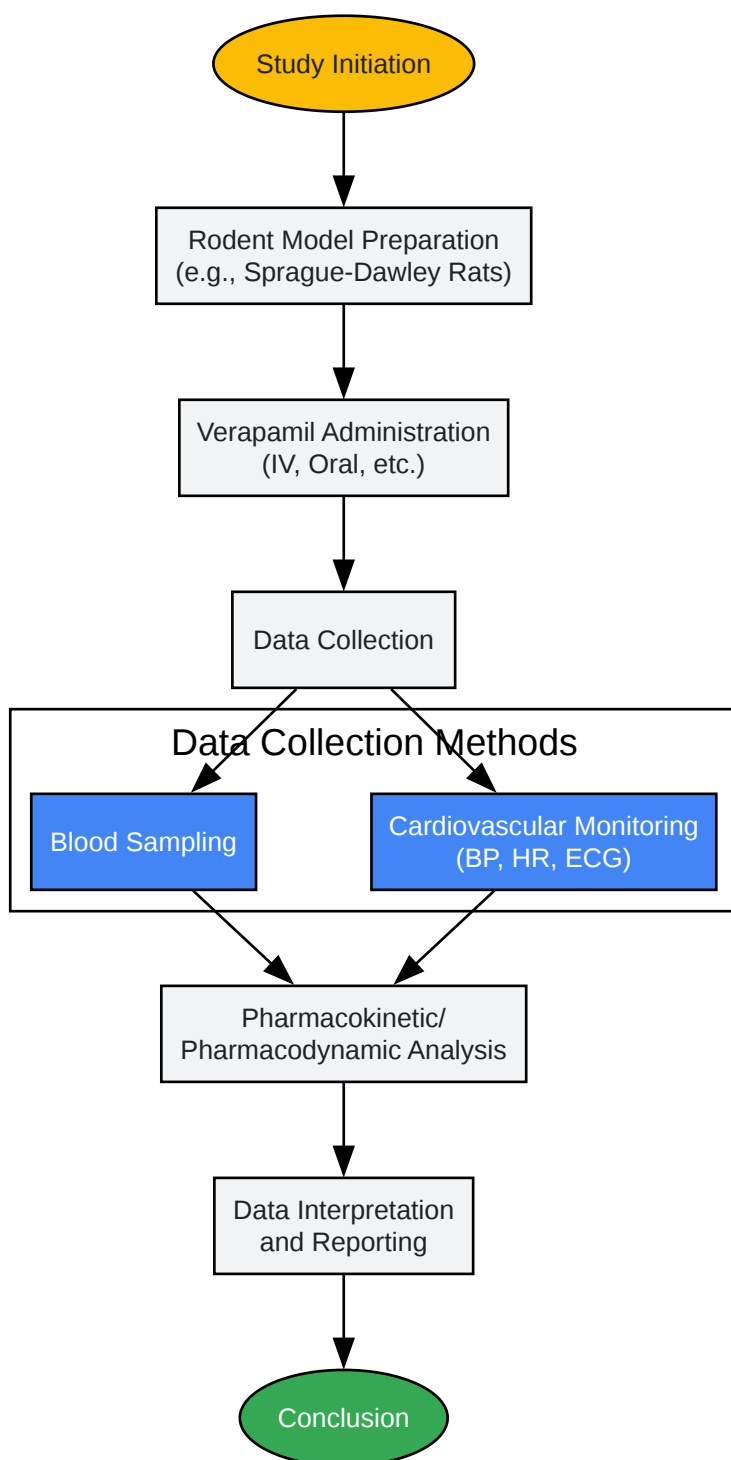 Study Initiation
Rodent Model Preparation
(e.g., Sprague-Dawley Rats)
Verapamil Administration
(IV, Oral, etc.)
Data Collection
Data Collection Methods
Blood Sampling
Cardiovascular Monitoring
(BP, HR, ECG)
Pharmacokinetic/
Pharmacodynamic Analysis
Data Interpretation
and Reporting
Conclusion